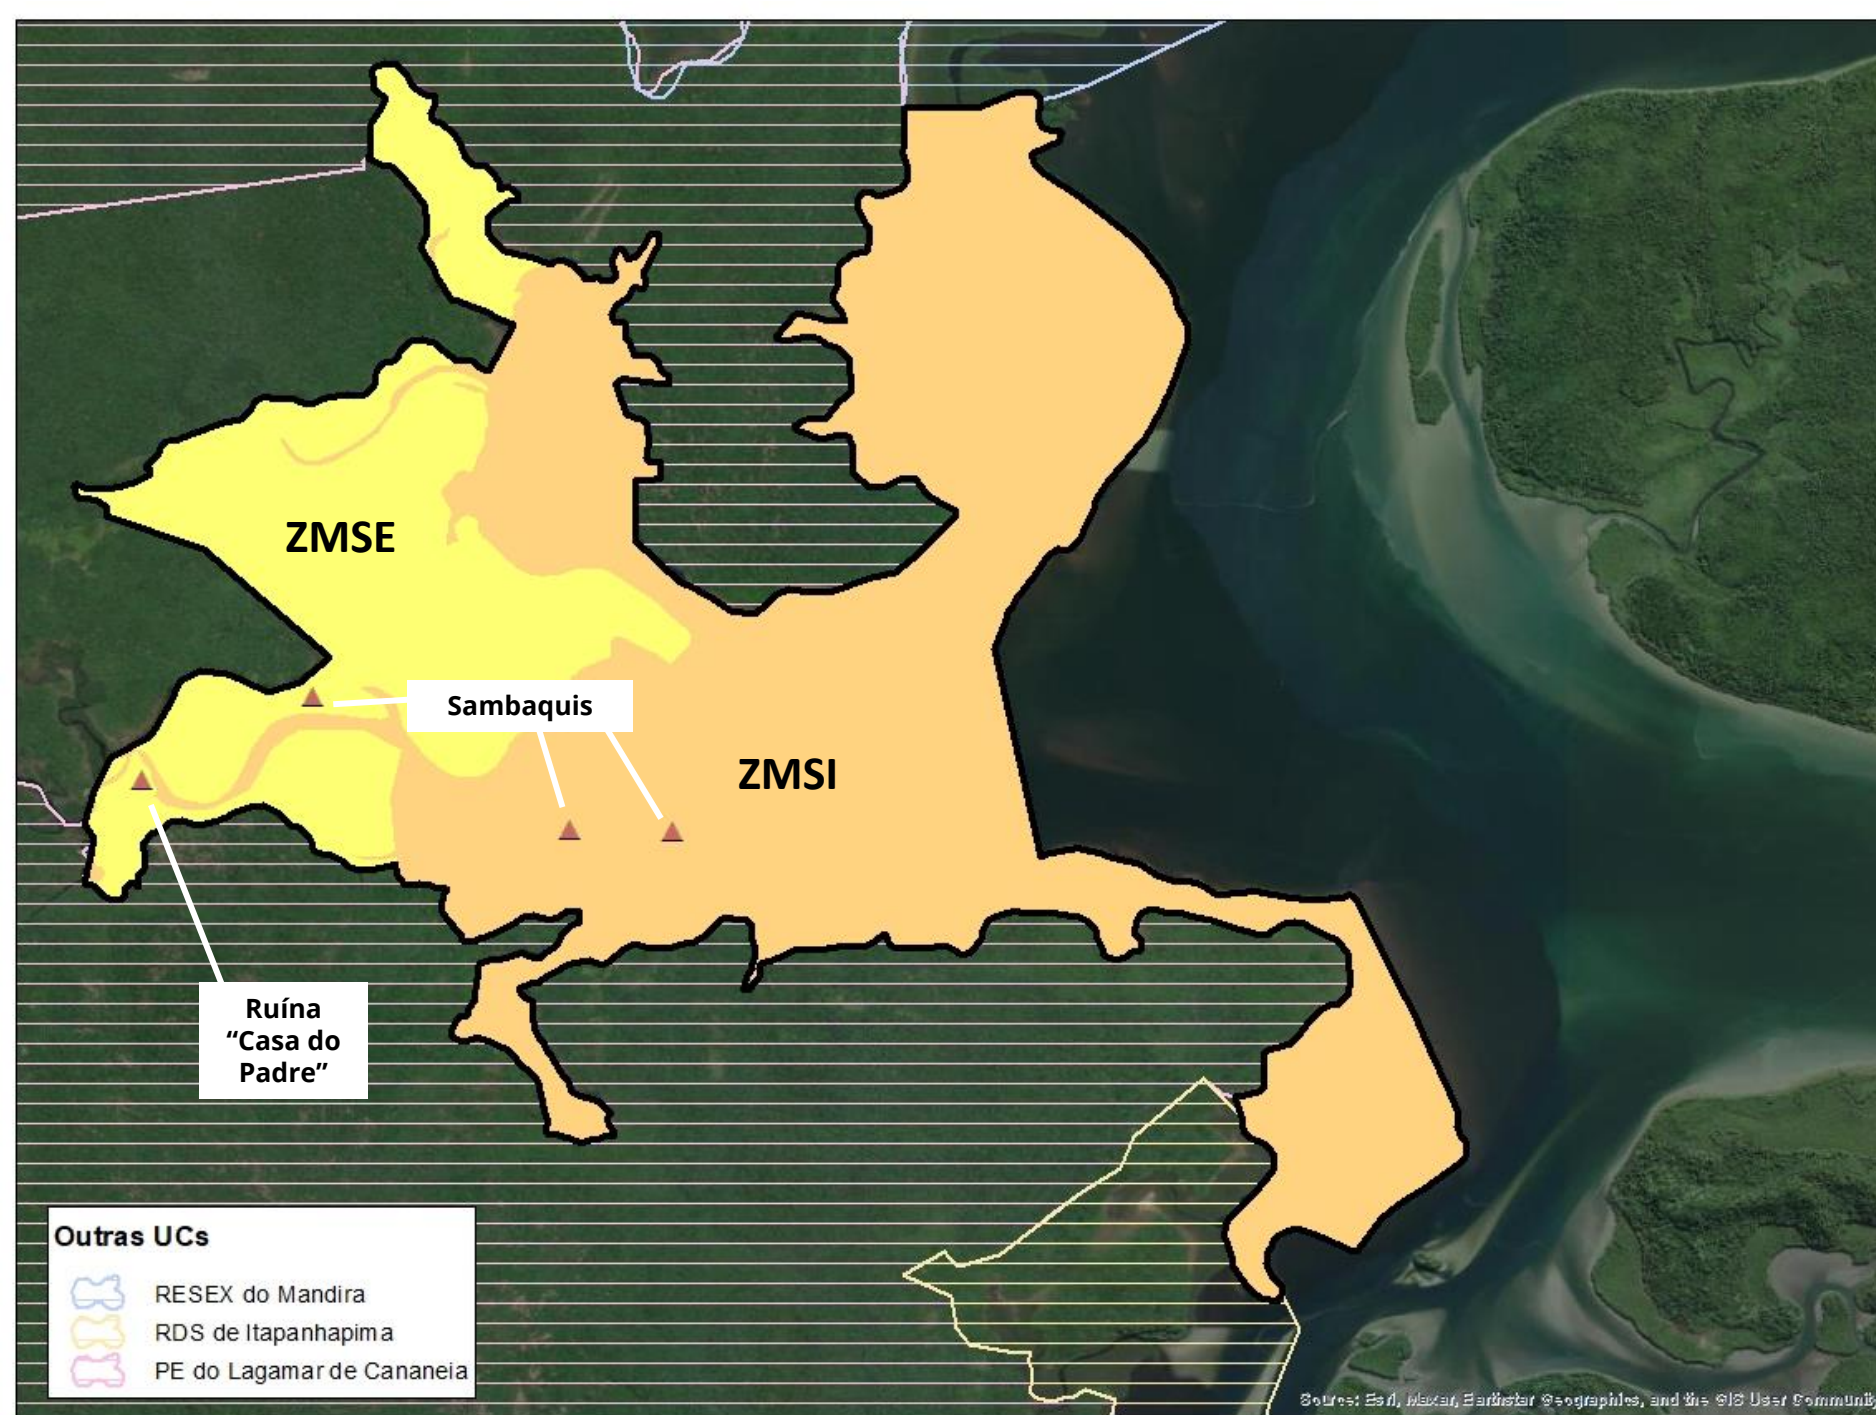 ZMSE
Sambaquis
ZMSI
Ruína
“Casa do
Padre”
Outras UCs
RESEX do Mandira
RDS de Itapanhapima
PE do Lagamar de Cananeia
Source: Esri, Maxar, Earthstar Geographics, and the GIS User Communit